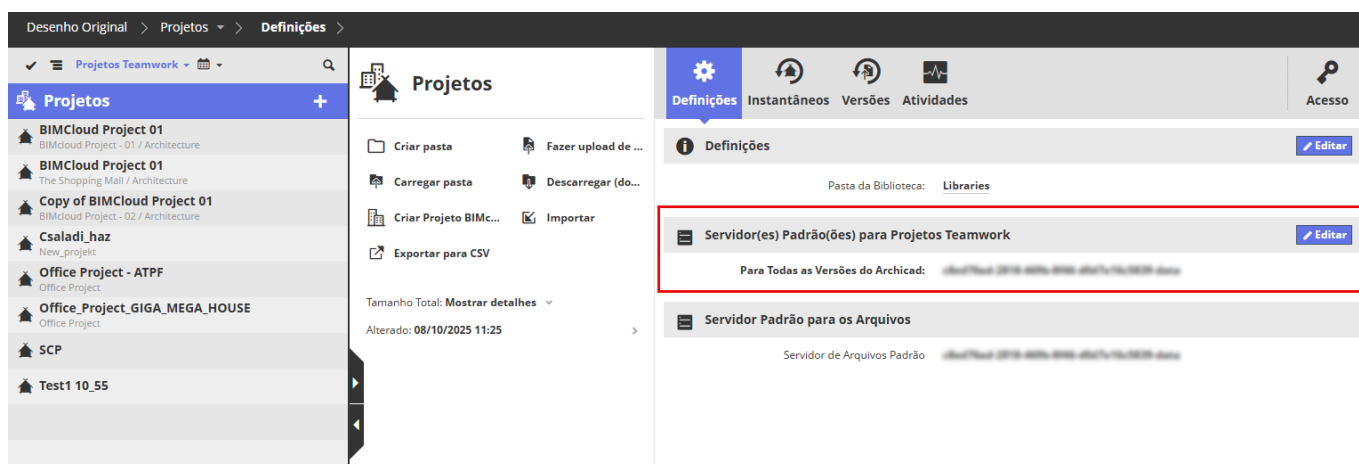 Desenho Original > Projetos > Definições >
Projetos Teamwork
Projetos +
BIMCloud Project 01
BIMcloud Project - 01 / Architecture
BIMCloud Project 01
The Shopping Mall / Architecture
Copy of BIMCloud Project 01
BIMcloud Project - 02 / Architecture
Csaladi_haz
New_projekt
Office Project - ATPF
Office Project
Office_Project_GIGA_MEGA_HOUSE
Office Project
SCP
Test1 10_55
Projetos
Criar pasta
Fazer upload de ...
Carregar pasta
Descarregar (do...
Criar Projeto BIMc...
Importar
Exportar para CSV
Tamanho Total: Mostrar detalhes
Alterado: 08/10/2025 11:25
Definições Instantâneos Versões Atividades
Acesso
Definições
Editar
Pasta da Biblioteca: Libraries
Servidor(es) Padrão(ões) para Projetos Teamwork
Editar
Para Todas as Versões do Archicad:
Servidor Padrão para os Arquivos
Servidor de Arquivos Padrão